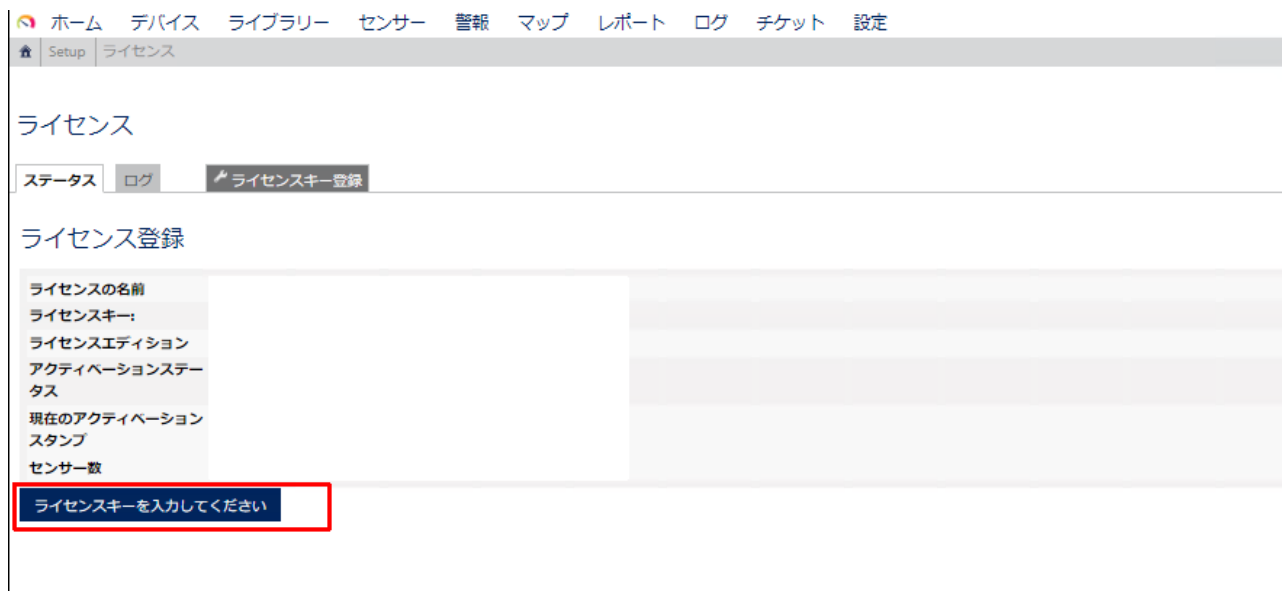 ホーム デバイス ライブラリー センサー 警報 マップ レポート ログ チケット 設定
Setup ライセンス
ライセンス
ステータス ログ ライセンスキー登録
ライセンス登録
ライセンスの名前
ライセンスキー:
ライセンスエディション
アクティベーションステー
タス
現在のアクティベーション
スタンプ
センサー数
ライセンスキーを入力してください